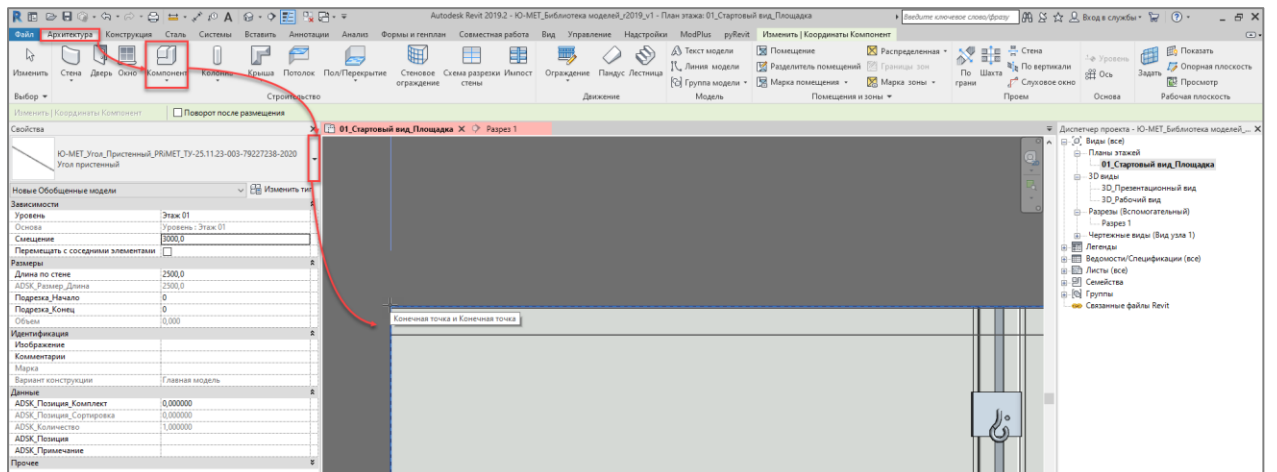 Autodesk Revit 2019.2 - Ю-МЕТ_Библиотека моделей_r2019_v1 - План этажа: 01_Стартовый вид_Площадка
Введите ключевое слово/фразу
Вход в службы
Файл Архитектура Конструкция Сталь Системы Вставить Аннотации Анализ Формы и генплан Совместная работа Вид Управление Надстройки ModPlus pyRevit Изменить | Координаты Компонент
Изменить Стена Дверь Окно Компонент Колонна Крыша Потолок Пол/Перекрытие Стеновое ограждение Схема разрезки стены Импост Ограждение Пандус Лестница
Текст модели
Линия модели
Группа модели
Помещение
Разделитель помещений
Марка помещения
Распределенная
Границы зон
Марка зоны
По грани Шахта
Стена
По вертикали
Слуховое окно
Уровень
Ось
Задать
Показать
Опорная плоскость
Просмотр
Выбор Строительство Движение Модель Помещения и зоны Проем Основа Рабочая плоскость
Изменить | Координаты Компонент Поворот после размещения
Свойства
Ю-МЕТ_Угол_Пристенный_PRiMET_ТУ-25.11.23-003-79227238-2020
Угол пристенный
Новые Обобщенные модели Изменить тип
Зависимости
Уровень Этаж 01
Основа Уровень : Этаж 01
Смещение 3000,0
Перемещать с соседними элементами
Размеры
Длина по стене 2500,0
ADSK_Размер_Длина 2500,0
Подрезка_Начало 0
Подрезка_Конец 0
Объем 0,000
Идентификация
Изображение
Комментарии
Марка
Вариант конструкции Главная модель
Данные
ADSK_Позиция_Комплект 0,000000
ADSK_Позиция_Сортировка 0,000000
ADSK_Количество 1,000000
ADSK_Позиция
ADSK_Примечание
Прочее
01_Стартовый вид_Площадка Разрез 1
Конечная точка и Конечная точка
Диспетчер проекта - Ю-МЕТ_Библиотека моделей_...
Виды (все)
Планы этажей
01_Стартовый вид_Площадка
3D виды
3D_Презентационный вид
3D_Рабочий вид
Разрезы (Вспомогательный)
Разрез 1
Чертежные виды (Вид узла 1)
Легенды
Ведомости/Спецификации (все)
Листы (все)
Семейства
Группы
Связанные файлы Revit